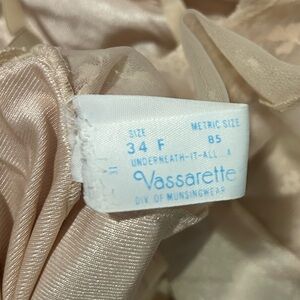 SIZE METRIC SIZE
34 F 85
UNDERNEATH-IT-ALL A
Vassarette
DIV OF MUNSINGWEAR